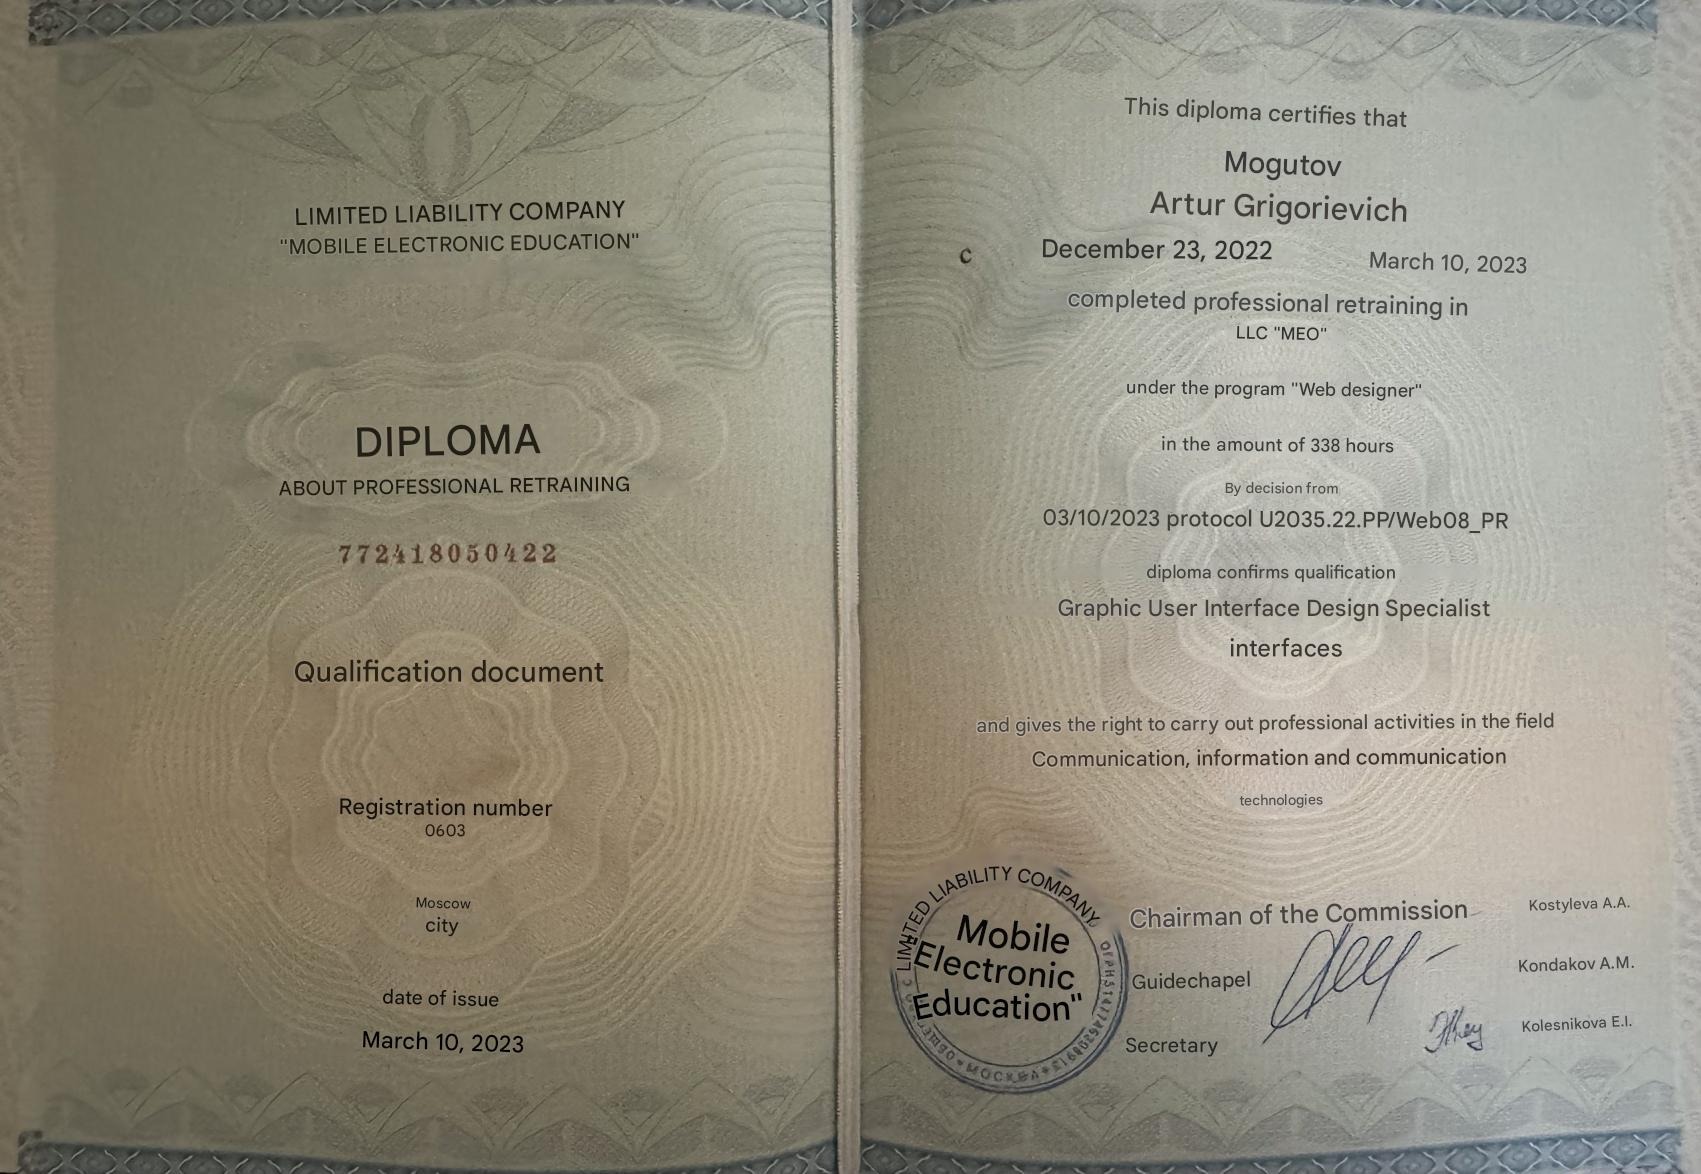 LIMITED LIABILITY COMPANY
"MOBILE ELECTRONIC EDUCATION"
DIPLOMA
ABOUT PROFESSIONAL RETRAINING
772418050422
Qualification document
Registration number
0603
Moscow
city
date of issue
March 10, 2023
This diploma certifies that
Mogutov
Artur Grigorievich
с December 23, 2022 March 10, 2023
completed professional retraining in
LLC "MEO"
under the program "Web designer"
in the amount of 338 hours
By decision from
03/10/2023 protocol U2035.22.PP/Web08_PR
diploma confirms qualification
Graphic User Interface Design Specialist
interfaces
and gives the right to carry out professional activities in the field
Communication, information and communication
technologies
LIMITED LIABILITY COMPANY
"Mobile
Electronic
Education"
МОСКВА
Chairman of the Commission Kostyleva A.A.
Guidechapel Kondakov A.M.
Secretary Kolesnikova E.I.